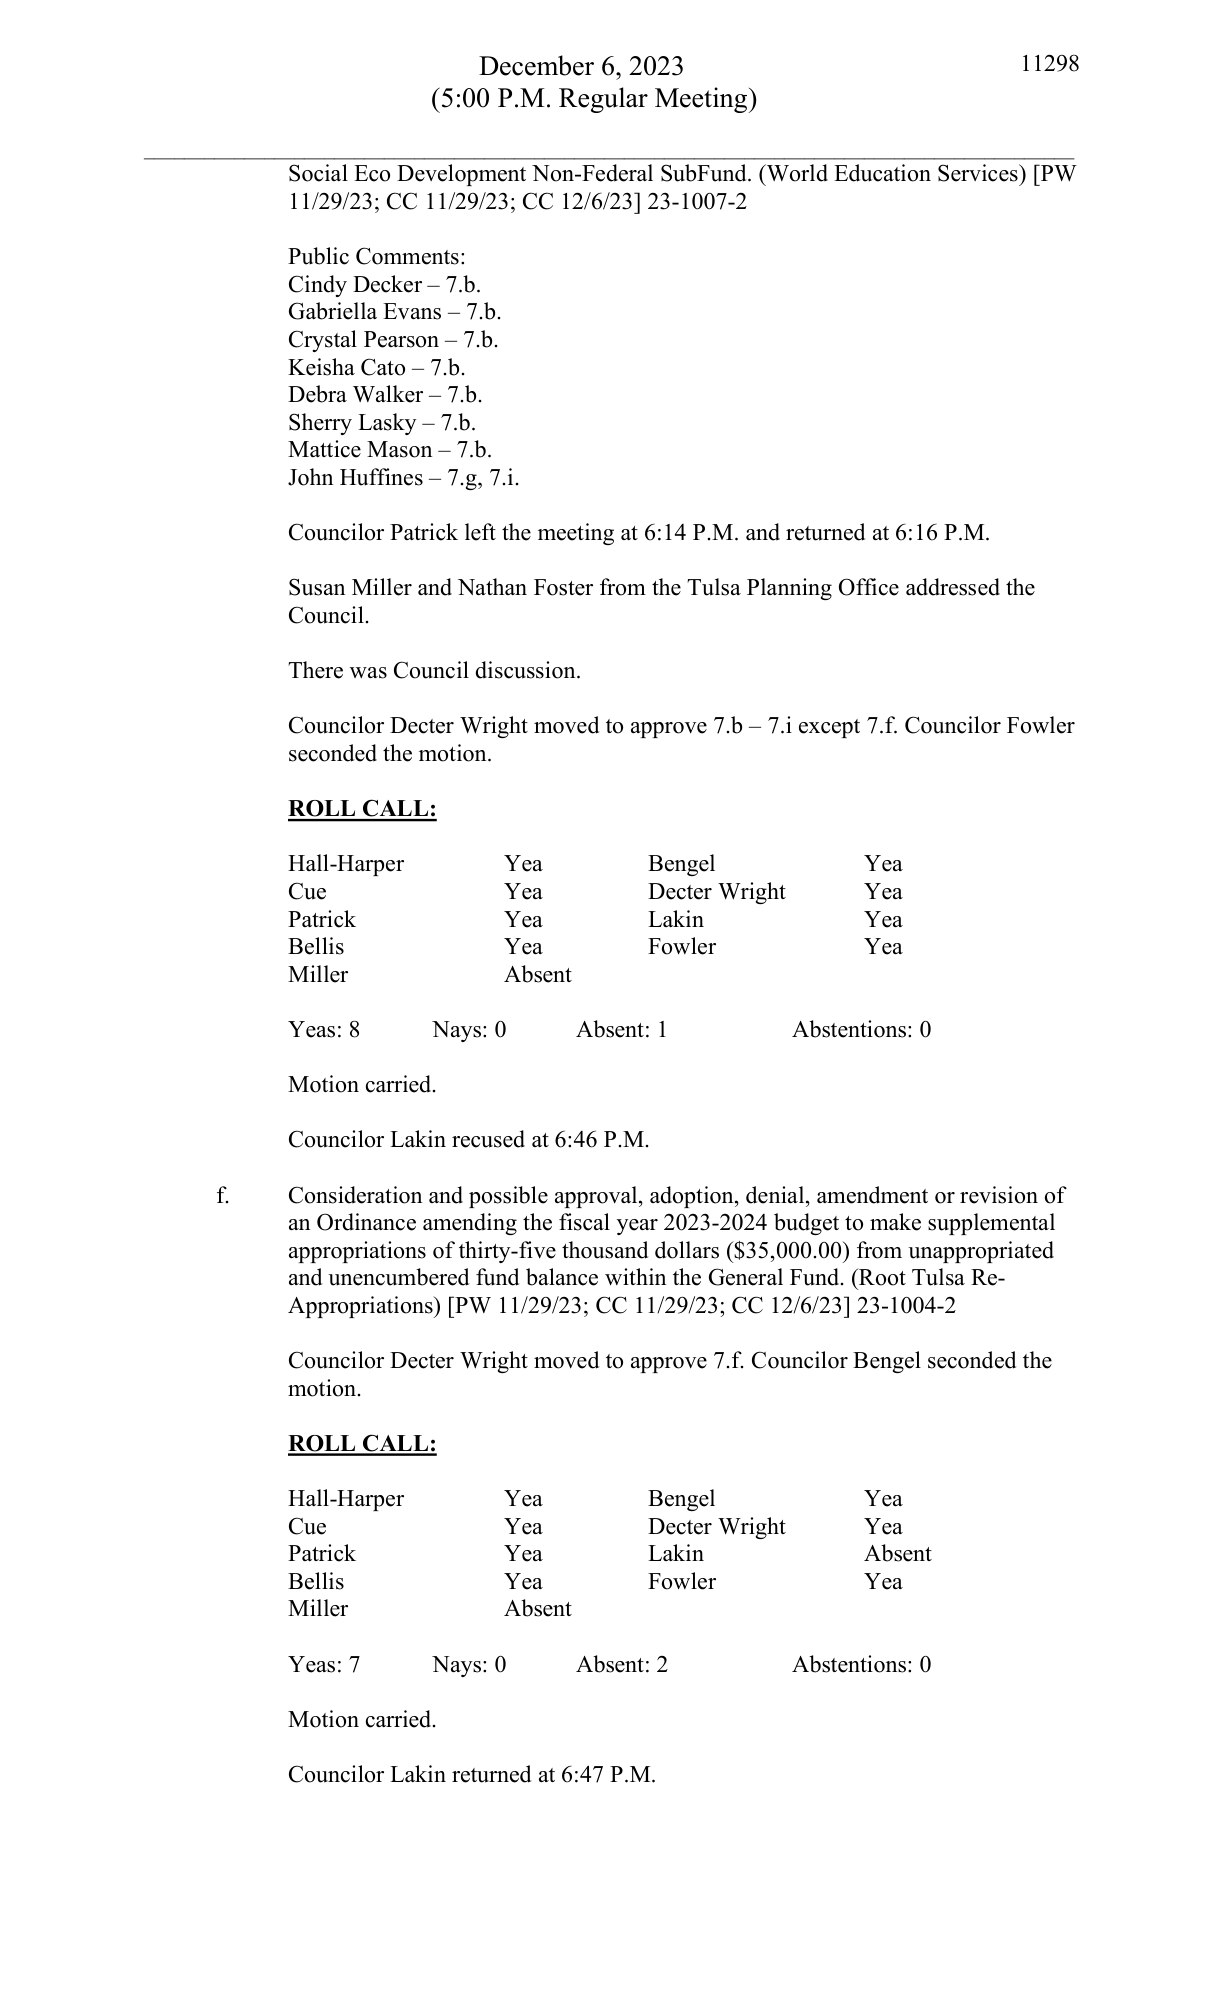 December 6, 2023
11298
(5:00 P.M. Regular Meeting)
Social Eco Development Non-Federal SubFund. (World Education Services) [PW
11/29/23; CC 11/29/23; CC 12/6/23] 23-1007-2
Public Comments:
Cindy Decker – 7.b.
Gabriella Evans – 7.b.
Crystal Pearson – 7.b.
Keisha Cato – 7.b.
Debra Walker – 7.b.
Sherry Lasky – 7.b.
Mattice Mason – 7.b.
John Huffines – 7.g, 7.i.
Councilor Patrick left the meeting at 6:14 P.M. and returned at 6:16 P.M.
Susan Miller and Nathan Foster from the Tulsa Planning Office addressed the
Council.
There was Council discussion.
Councilor Decter Wright moved to approve 7.b – 7.i except 7.f. Councilor Fowler
seconded the motion.
ROLL CALL:
Hall-Harper Yea Bengel Yea
Cue Yea Decter Wright Yea
Patrick Yea Lakin Yea
Bellis Yea Fowler Yea
Miller Absent
Yeas: 8 Nays: 0 Absent: 1 Abstentions: 0
Motion carried.
Councilor Lakin recused at 6:46 P.M.
f. Consideration and possible approval, adoption, denial, amendment or revision of
an Ordinance amending the fiscal year 2023-2024 budget to make supplemental
appropriations of thirty-five thousand dollars ($35,000.00) from unappropriated
and unencumbered fund balance within the General Fund. (Root Tulsa Re-
Appropriations) [PW 11/29/23; CC 11/29/23; CC 12/6/23] 23-1004-2
Councilor Decter Wright moved to approve 7.f. Councilor Bengel seconded the
motion.
ROLL CALL:
Hall-Harper Yea Bengel Yea
Cue Yea Decter Wright Yea
Patrick Yea Lakin Absent
Bellis Yea Fowler Yea
Miller Absent
Yeas: 7 Nays: 0 Absent: 2 Abstentions: 0
Motion carried.
Councilor Lakin returned at 6:47 P.M.